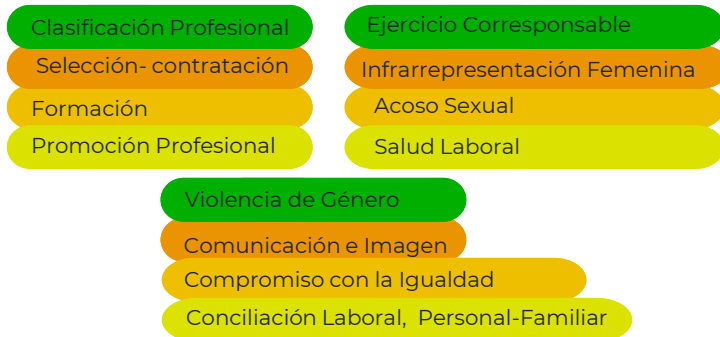 Clasificación Profesional
Selección- contratación
Formación
Promoción Profesional
Ejercicio Corresponsable
Infrarrepresentación Femenina
Acoso Sexual
Salud Laboral
Violencia de Género
Comunicación e Imagen
Compromiso con la Igualdad
Conciliación Laboral, Personal-Familiar